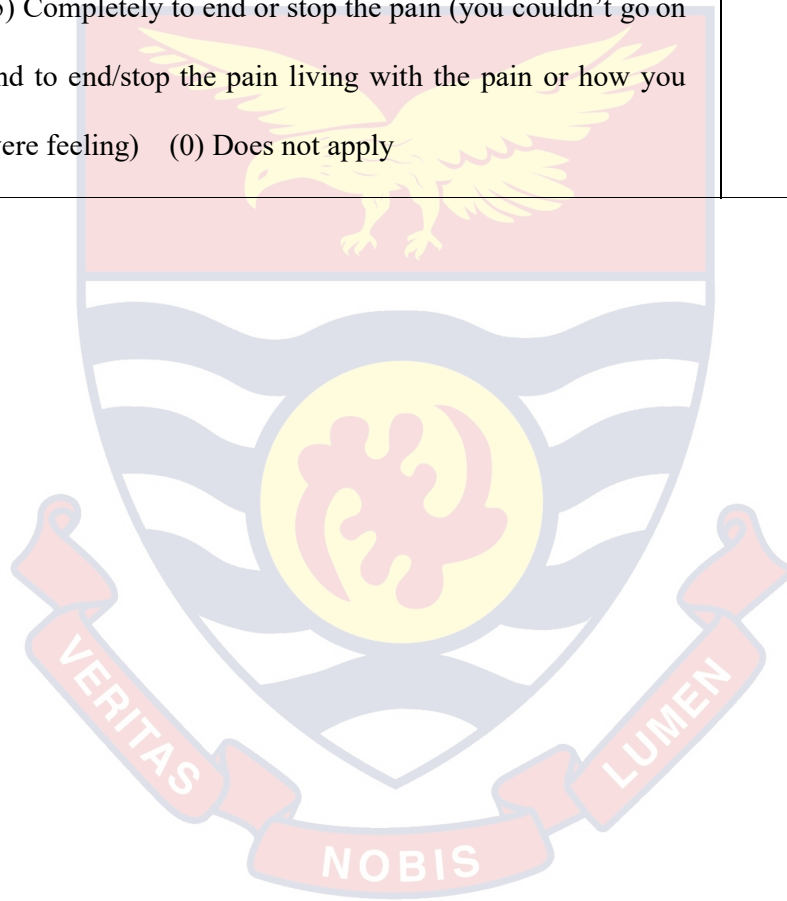 ) Completely to end or stop the pain (you couldn’t go on
nd to end/stop the pain living with the pain or how you
ere feeling) (0) Does not apply
VERITAS
NOBIS
LUMEN